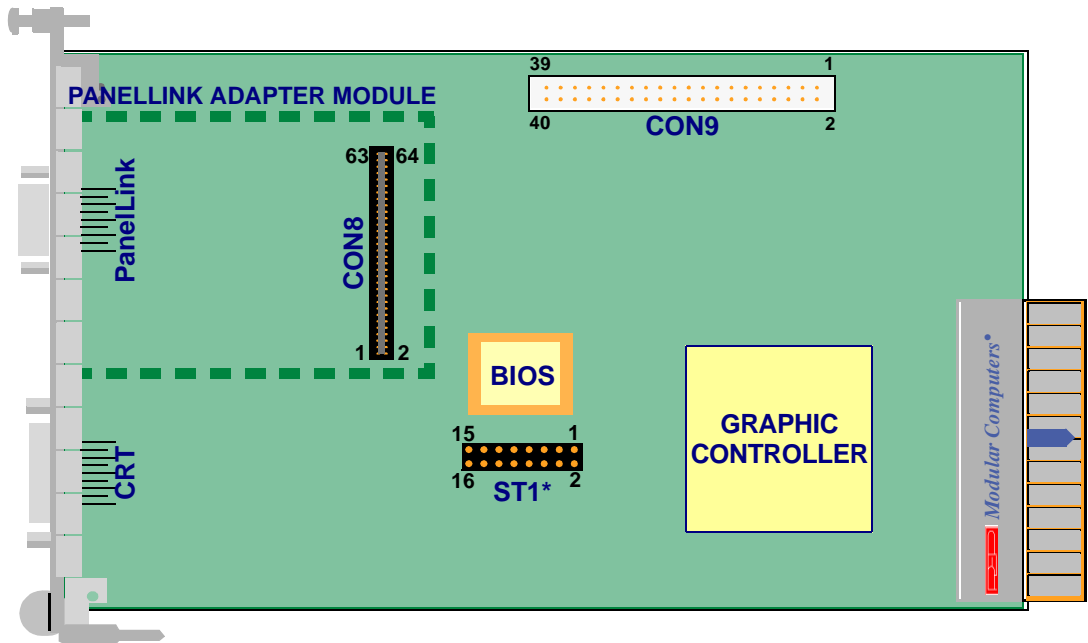 39 1
PANELLINK ADAPTER MODULE
40 CON9 2
63 64
PanelLink
CON8
1 2
BIOS
15 1
16 ST1* 2
CRT
GRAPHIC
CONTROLLER
Modular Computers®